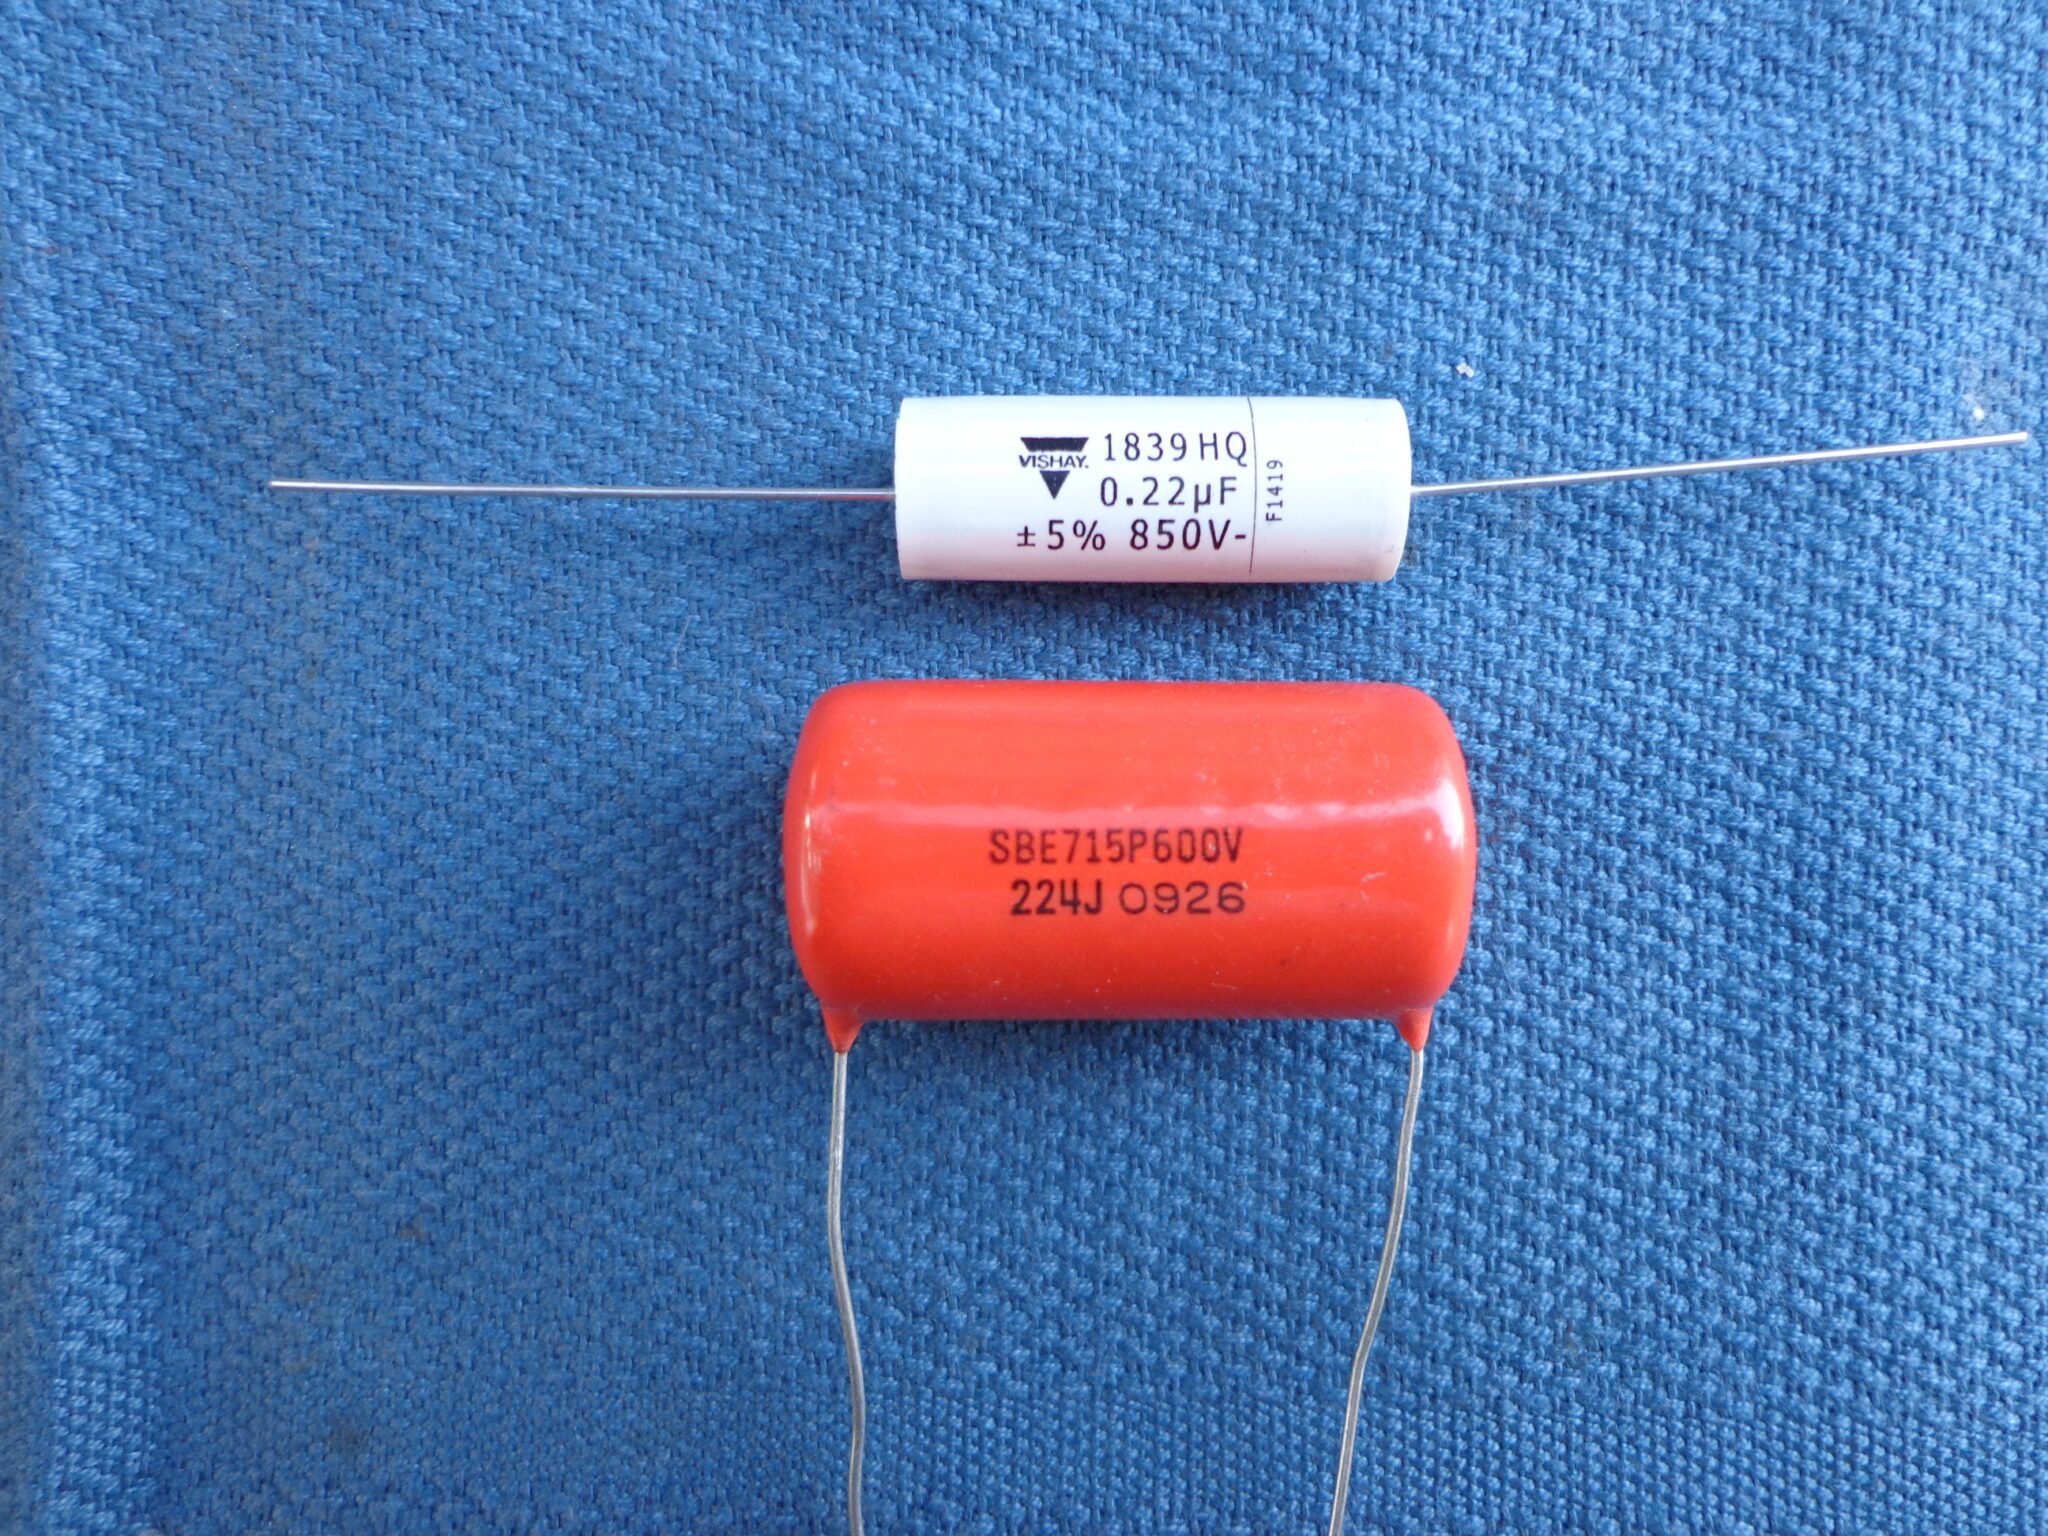 VISHAY.
1839 HQ
0.22µF
±5% 850V-
F1419
SBE715P600V
224J 0926